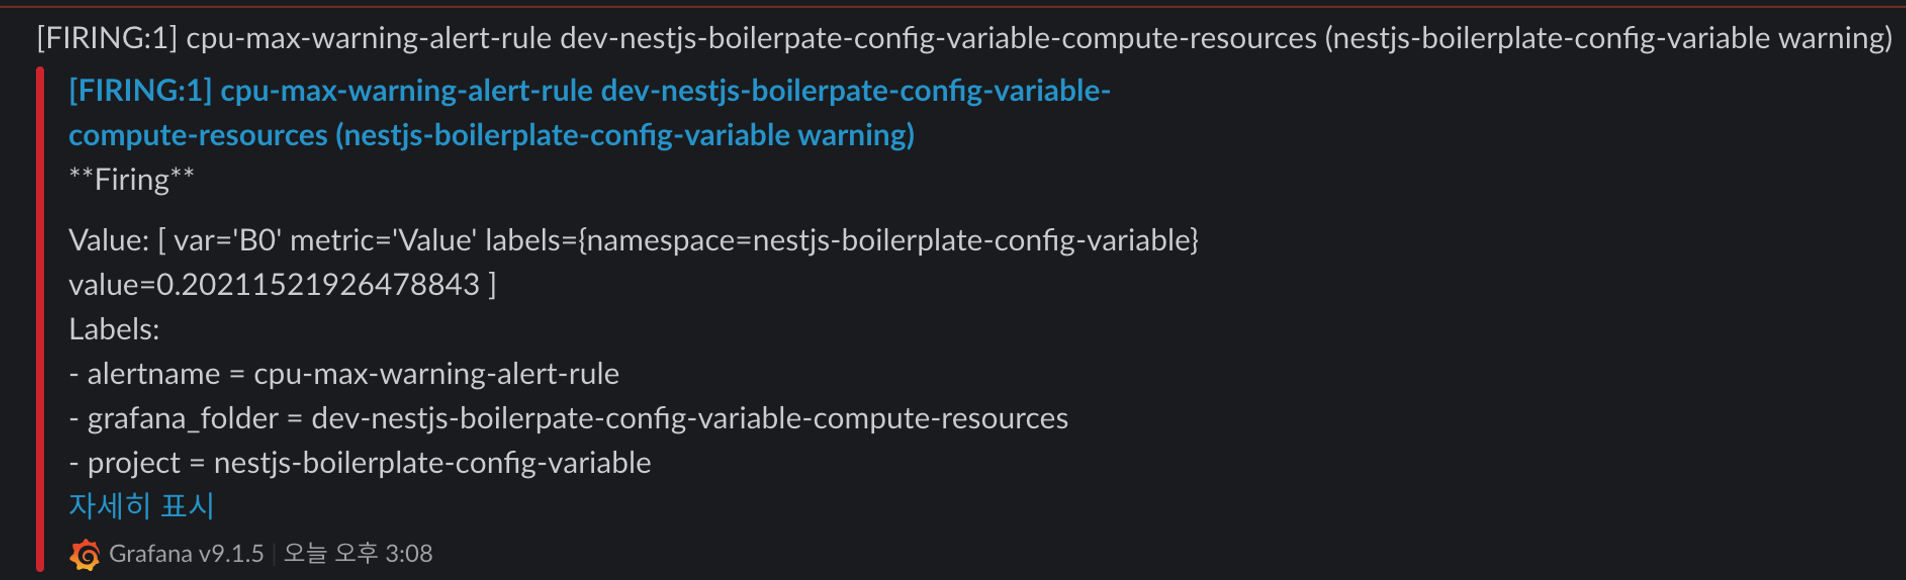 [FIRING:1] cpu-max-warning-alert-rule dev-nestjs-boilerpate-config-variable-compute-resources (nestjs-boilerplate-config-variable warning)
[FIRING:1] cpu-max-warning-alert-rule dev-nestjs-boilerpate-config-variable-
compute-resources (nestjs-boilerplate-config-variable warning)
**Firing**
Value: [ var='B0' metric='Value' labels={namespace=nestjs-boilerplate-config-variable}
value=0.20211521926478843 ]
Labels:
- alertname = cpu-max-warning-alert-rule
- grafana_folder = dev-nestjs-boilerpate-config-variable-compute-resources
- project = nestjs-boilerplate-config-variable
자세히 표시
Grafana v9.1.5 | 오늘 오후 3:08